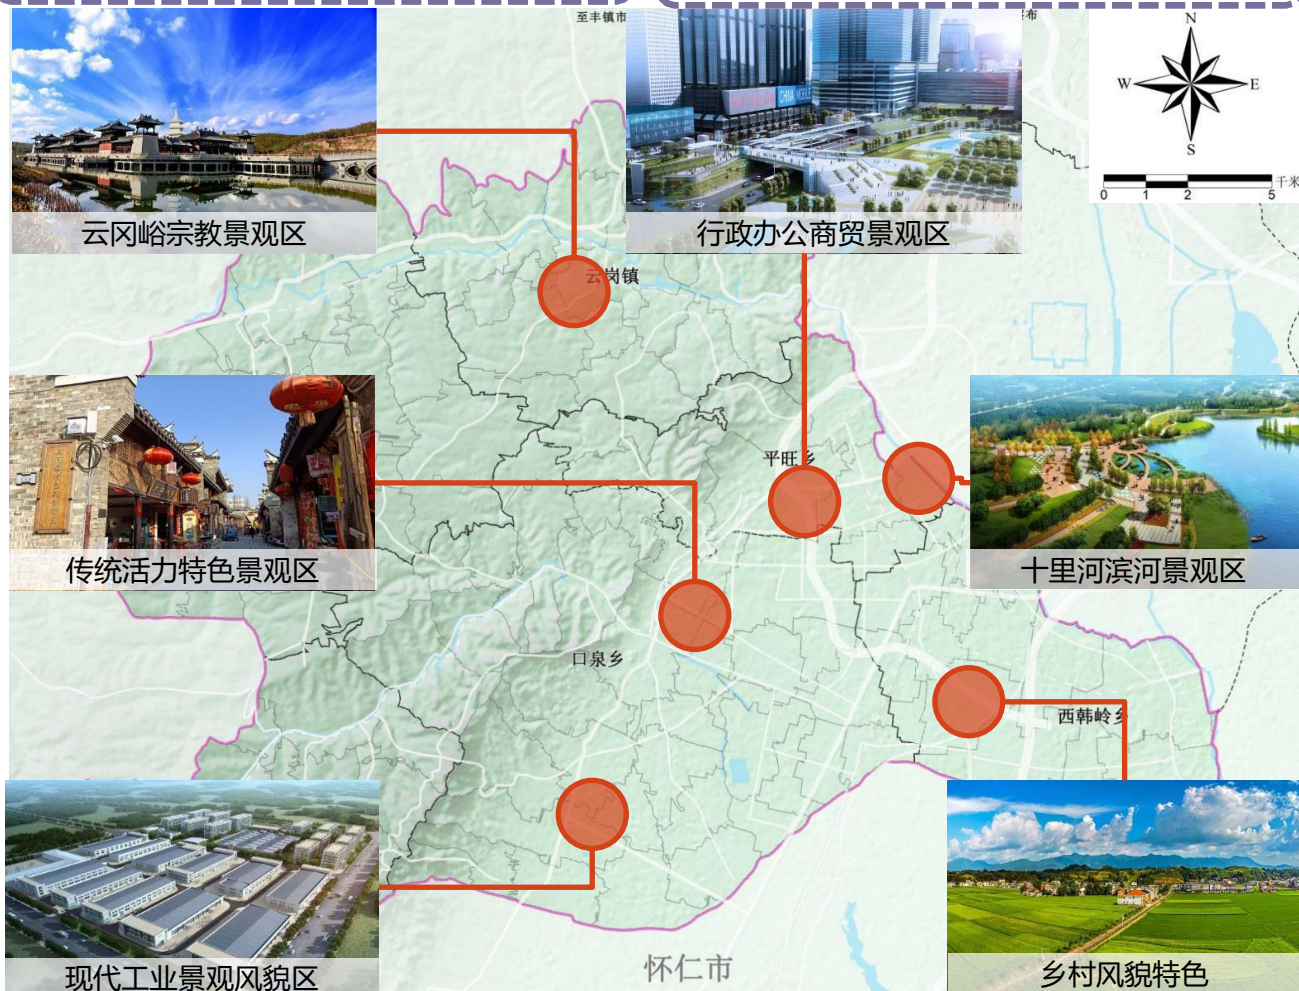 至丰镇市
N
W
E
S
0 1 2 5
千米
CHINA MOBILE
云冈峪宗教景观区
行政办公商贸景观区
云岗镇
平旺乡
传统活力特色景观区
十里河滨河景观区
口泉乡
西韩岭乡
现代工业景观风貌区
怀仁市
乡村风貌特色